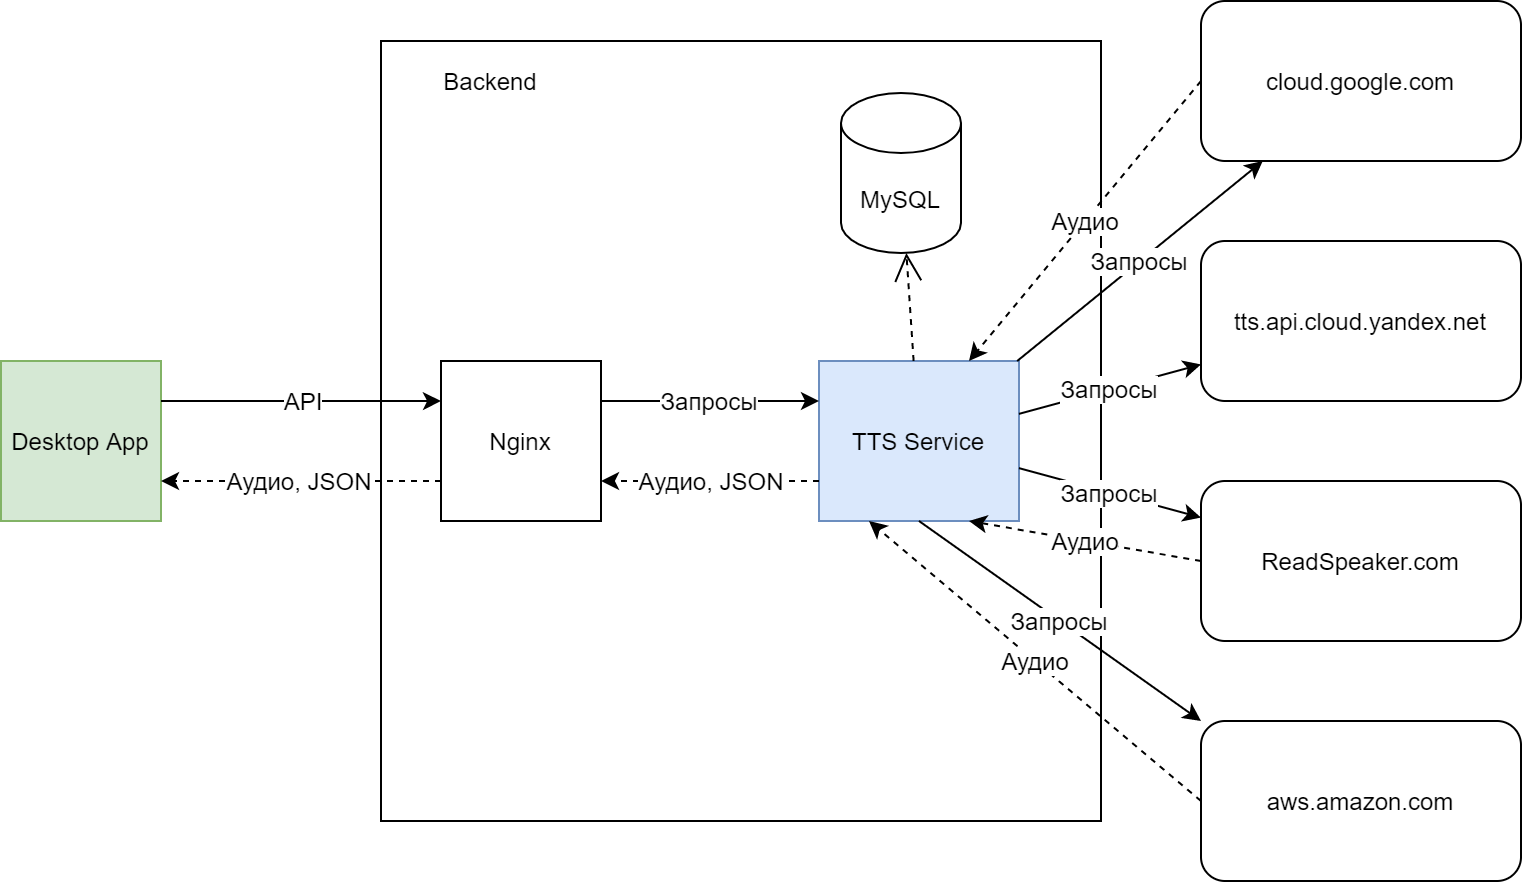 Backend
cloud.google.com
MySQL
Аудио
Запросы
tts.api.cloud.yandex.net
Запросы
Desktop App
API
Аудио, JSON
Nginx
Запросы
Аудио, JSON
TTS Service
Запросы
Аудио
ReadSpeaker.com
Запросы
Аудио
aws.amazon.com